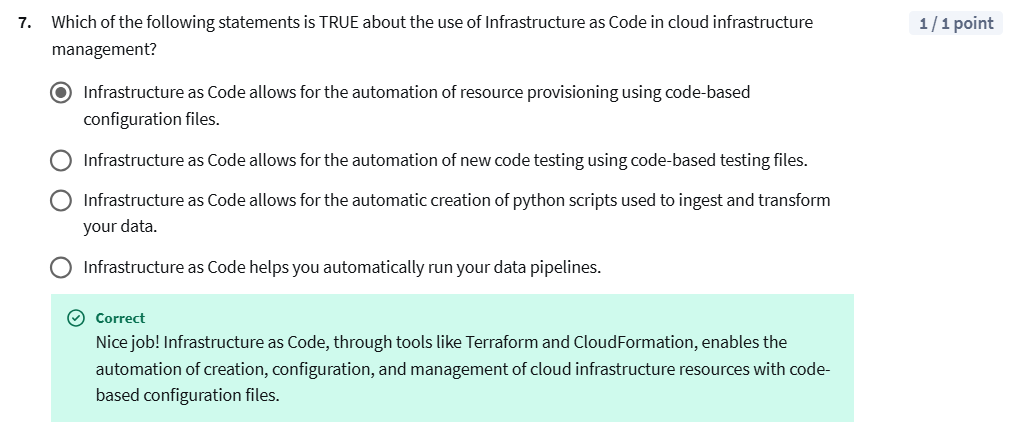 7. Which of the following statements is TRUE about the use of Infrastructure as Code in cloud infrastructure
management?
1 / 1 point
Infrastructure as Code allows for the automation of resource provisioning using code-based
configuration files.
Infrastructure as Code allows for the automation of new code testing using code-based testing files.
Infrastructure as Code allows for the automatic creation of python scripts used to ingest and transform
your data.
Infrastructure as Code helps you automatically run your data pipelines.
Correct
Nice job! Infrastructure as Code, through tools like Terraform and CloudFormation, enables the
automation of creation, configuration, and management of cloud infrastructure resources with code-
based configuration files.